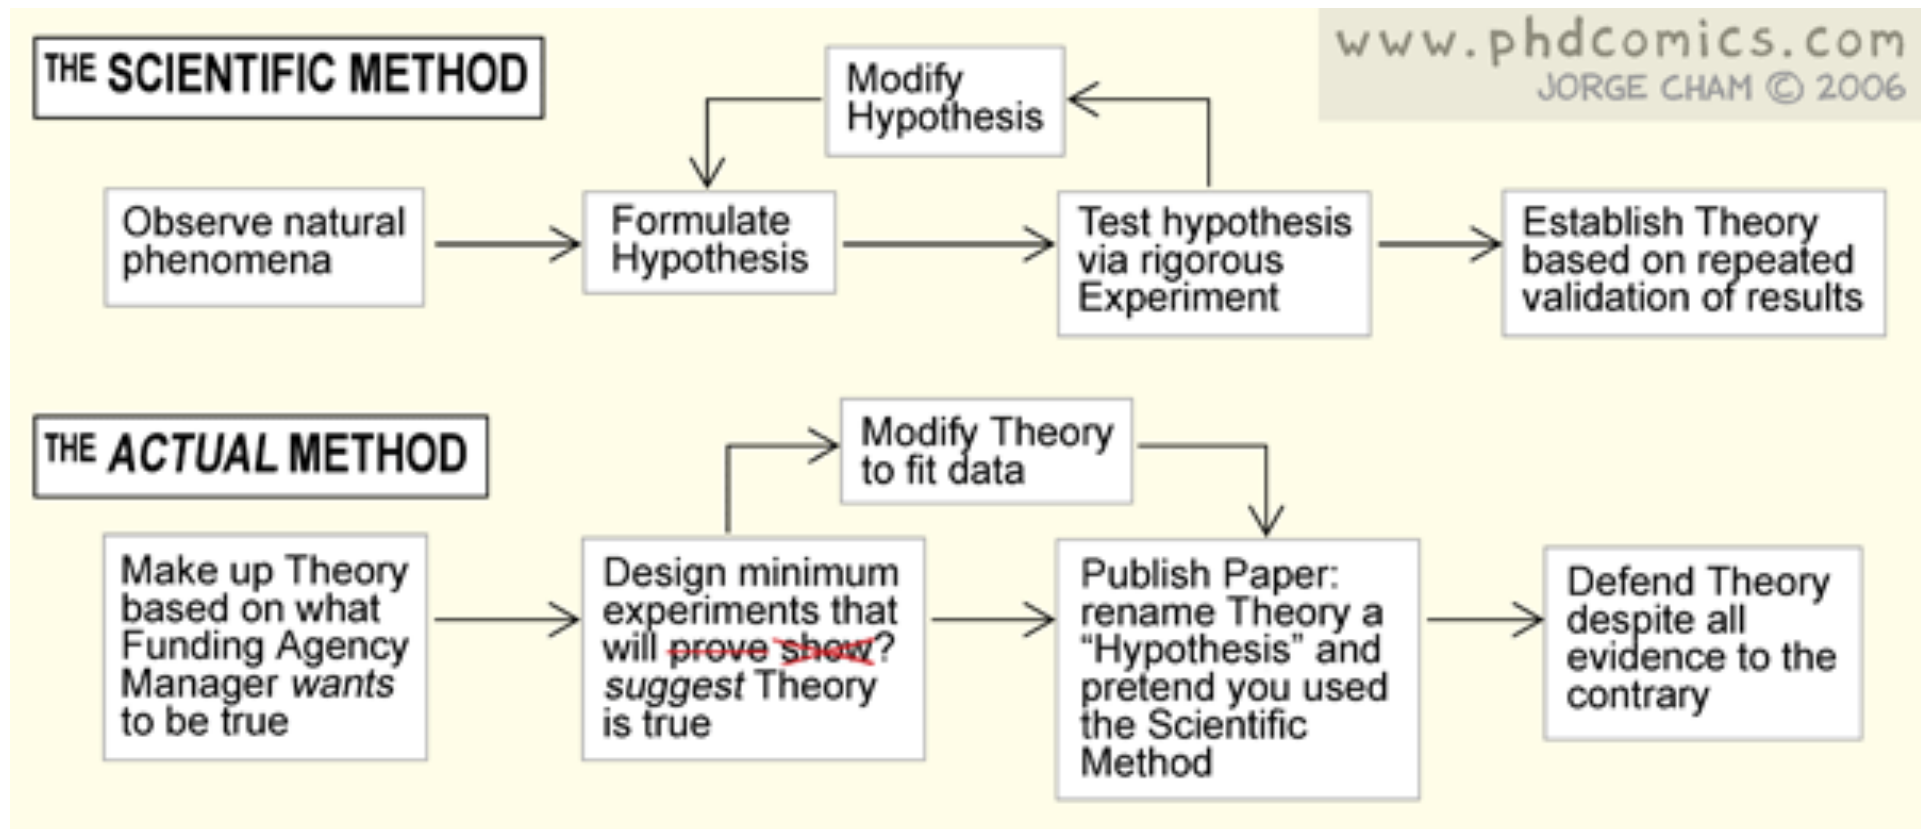 www.phdcomics.com
JORGE CHAM © 2006
THE SCIENTIFIC METHOD
Modify
Hypothesis
Observe natural
phenomena
Formulate
Hypothesis
Test hypothesis
via rigorous
Experiment
Establish Theory
based on repeated
validation of results
THE ACTUAL METHOD
Modify Theory
to fit data
Make up Theory
based on what
Funding Agency
Manager wants
to be true
Design minimum
experiments that
will prove show?
suggest Theory
is true
Publish Paper:
rename Theory a
“Hypothesis” and
pretend you used
the Scientific
Method
Defend Theory
despite all
evidence to the
contrary